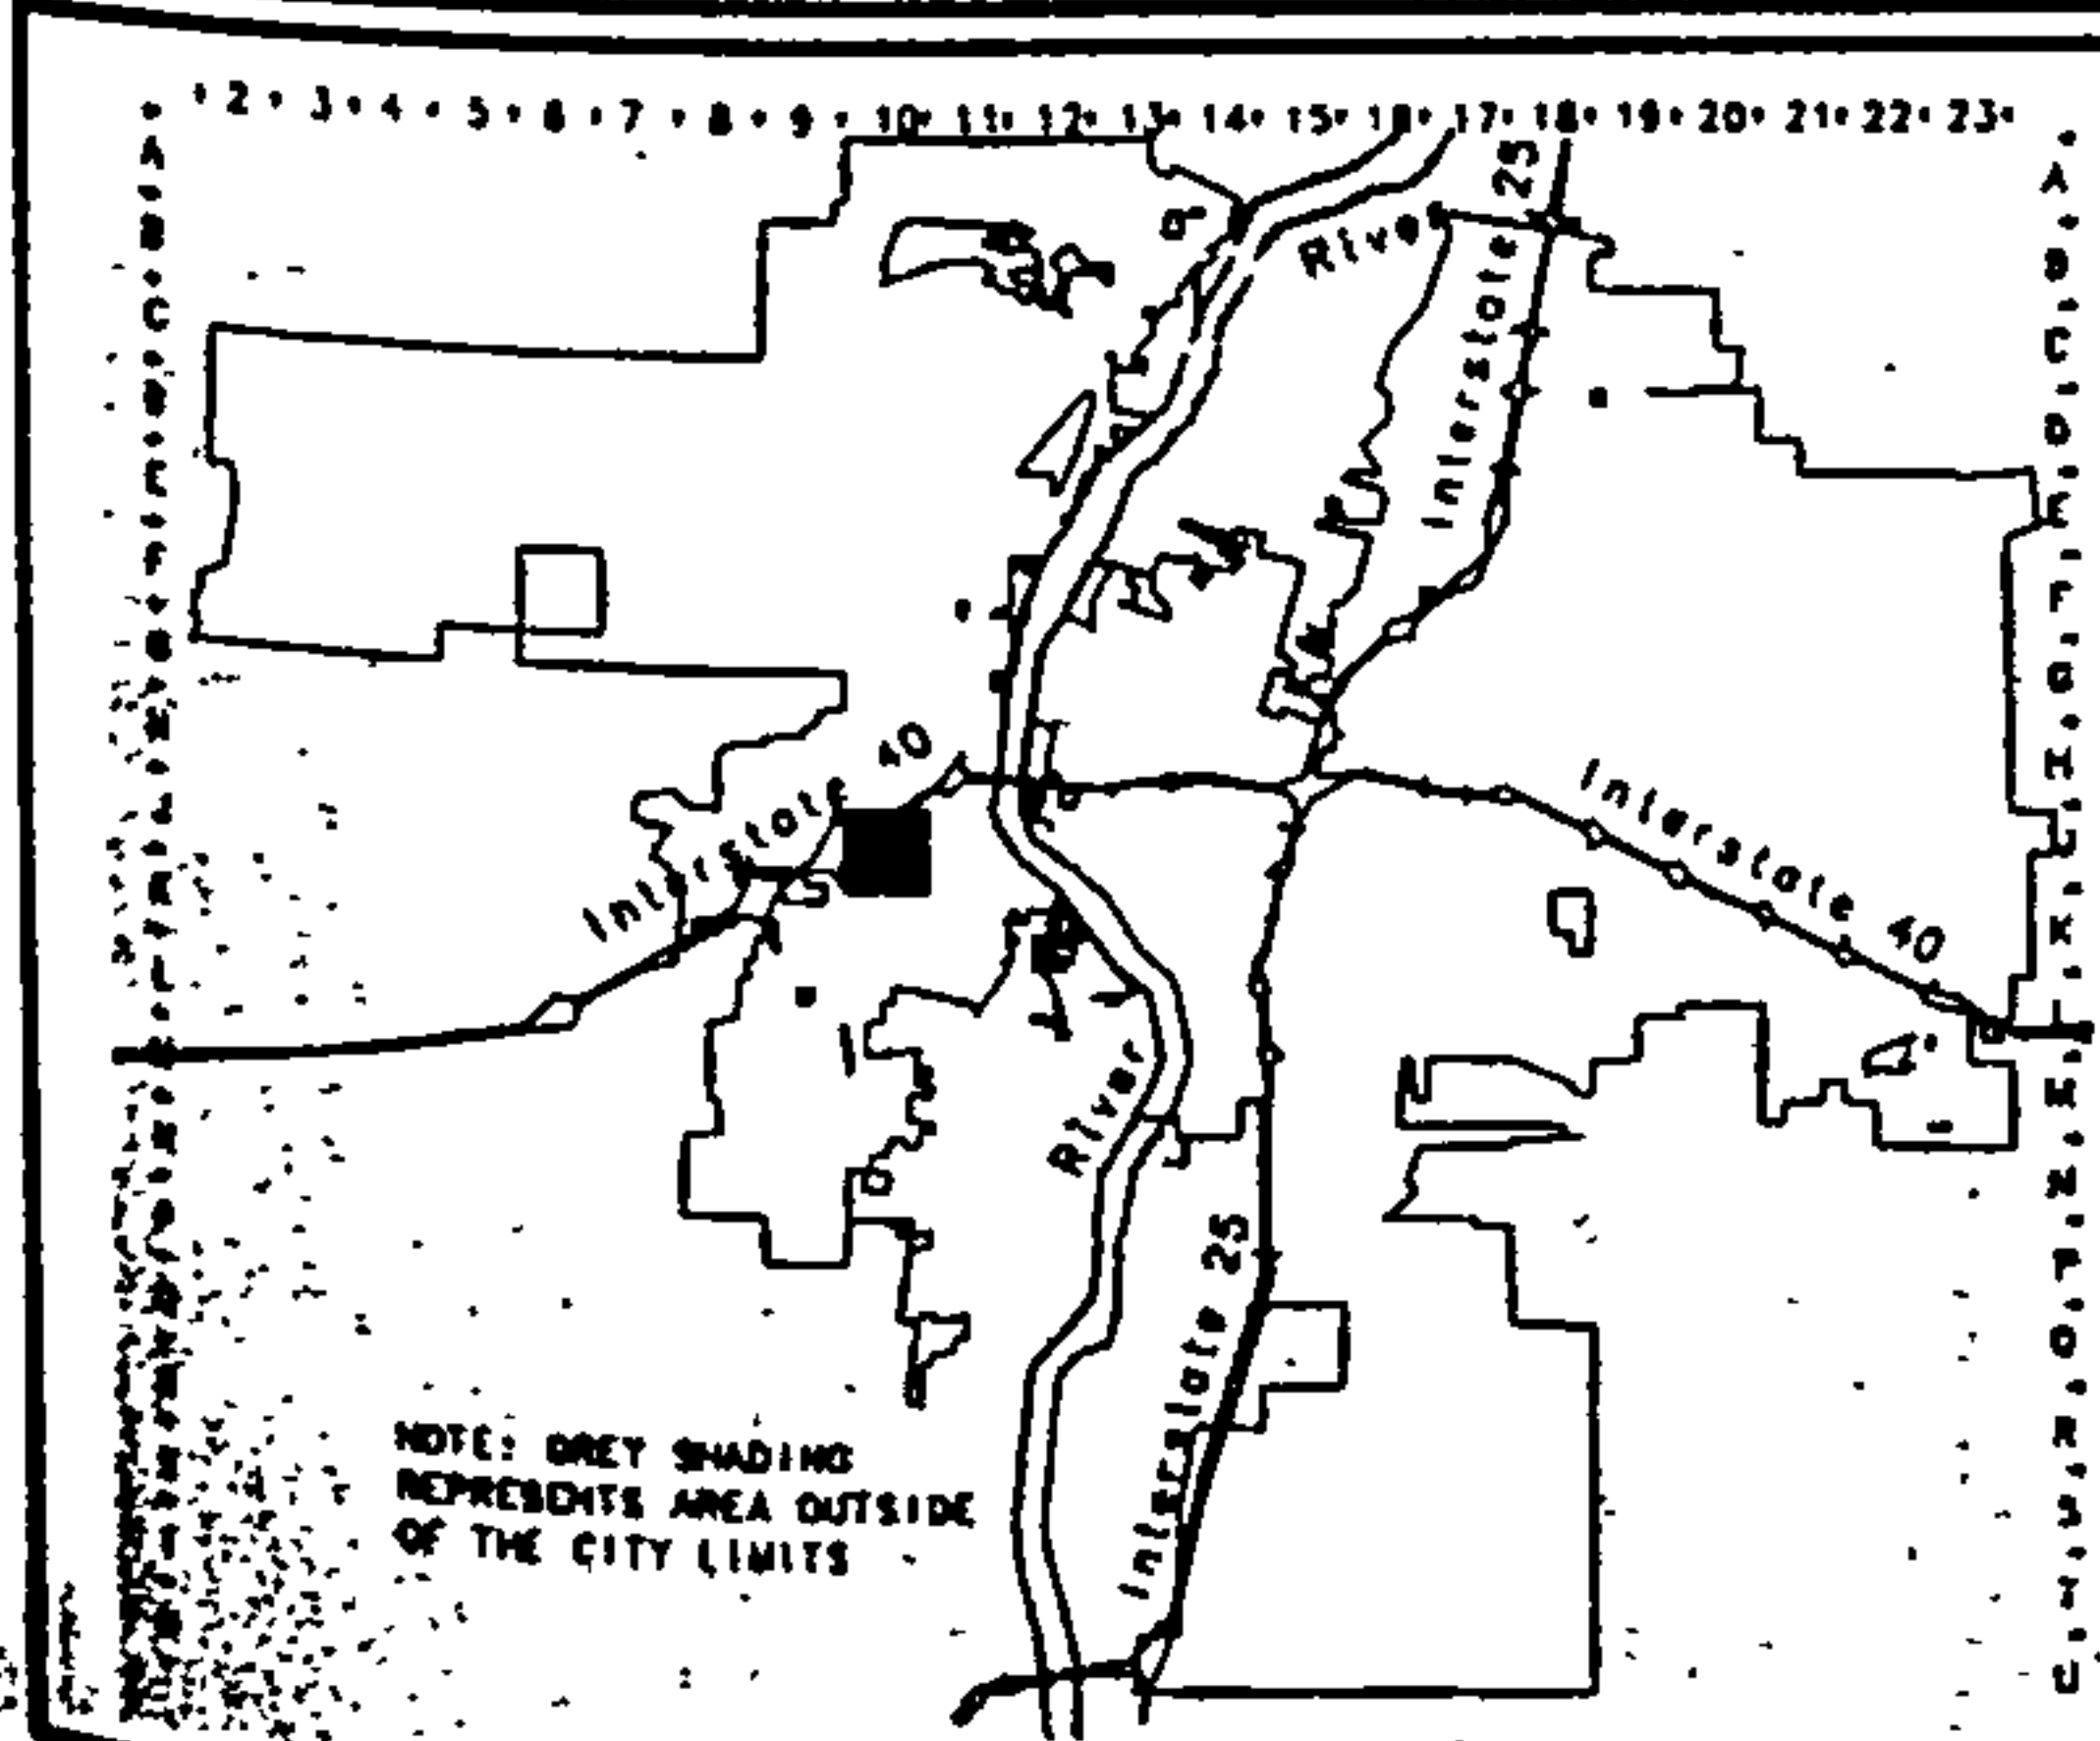 2 3 4 5 6 7 8 9 10 11 12 13 14 15 16 17 18 19 20 21 22 23
A
B
C
E
F
L
A
B
C
D
E
F
G
H
J
K
L
M
N
P
Q
R
S
T
U
River
Interstate 25
Interstate 40
Interstate 40
River
Interstate 25
NOTE: GREY SHADING
REPRESENTS AREA OUTSIDE
OF THE CITY LIMITS